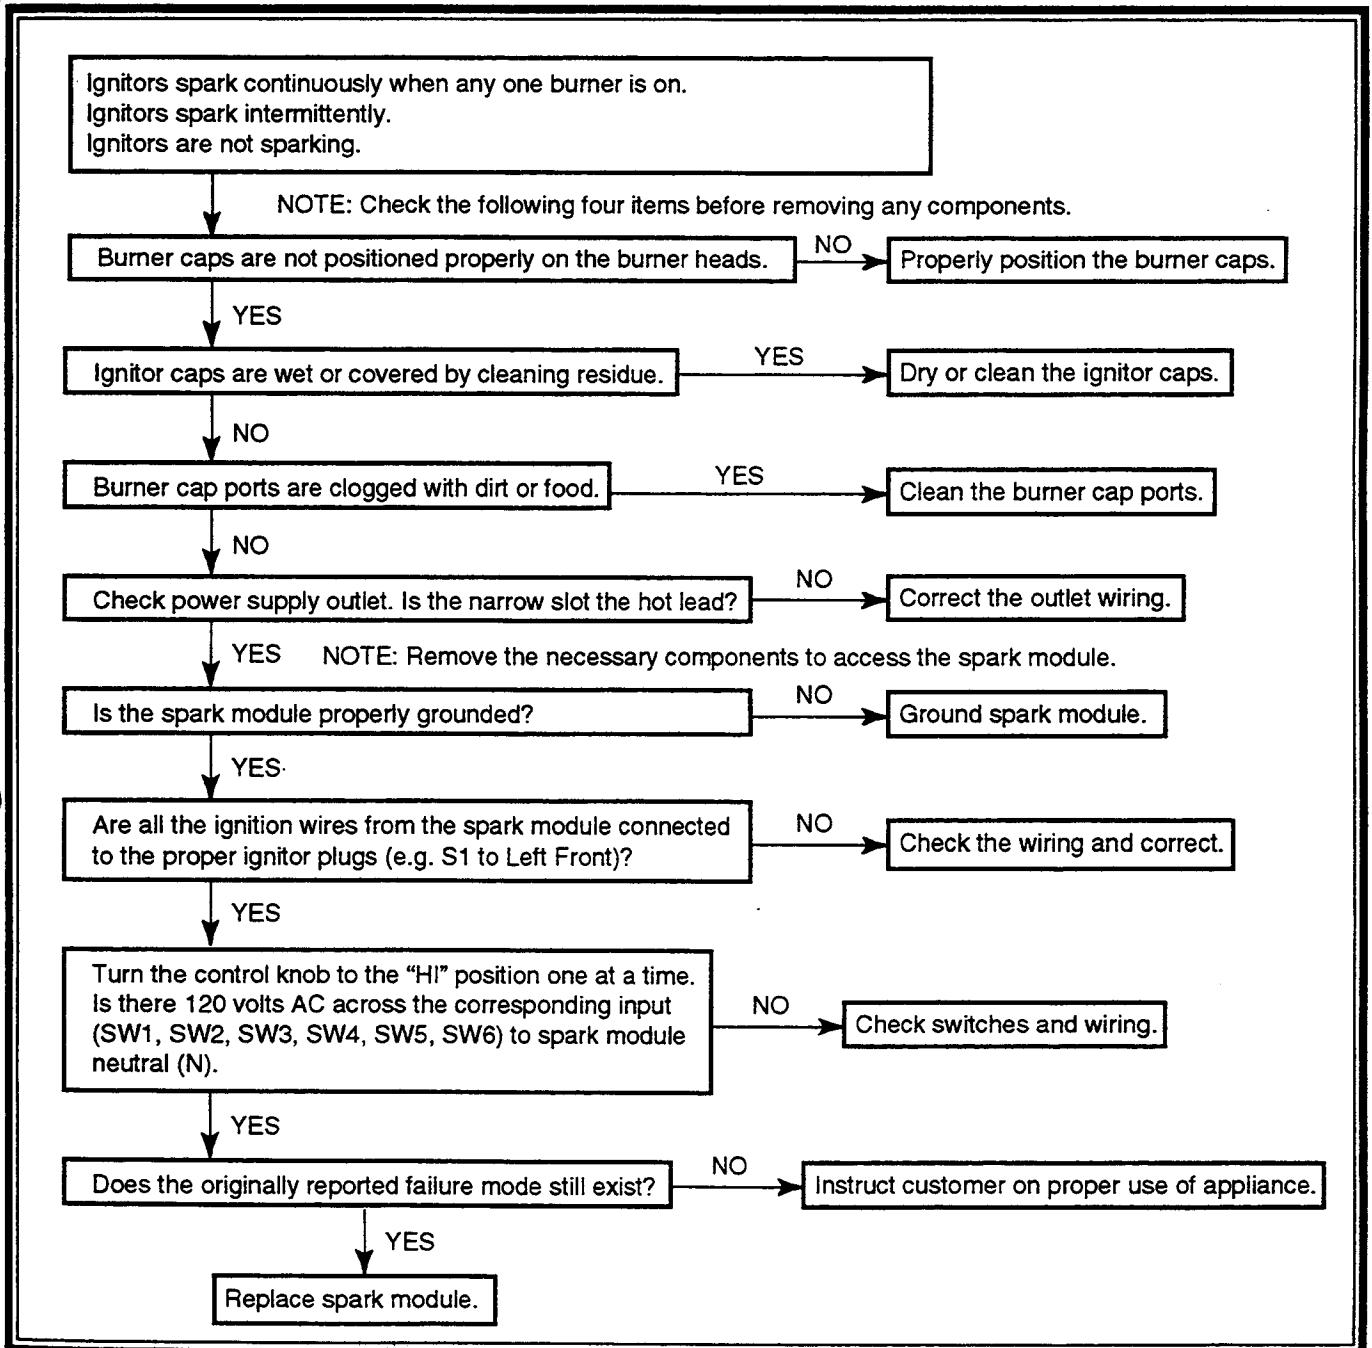 Ignitors spark continuously when any one burner is on.
Ignitors spark intermittently.
Ignitors are not sparking.
NOTE: Check the following four items before removing any components.
Burner caps are not positioned properly on the burner heads.
NO
Properly position the burner caps.
YES
Ignitor caps are wet or covered by cleaning residue.
YES
Dry or clean the ignitor caps.
NO
Burner cap ports are clogged with dirt or food.
YES
Clean the burner cap ports.
NO
Check power supply outlet. Is the narrow slot the hot lead?
NO
Correct the outlet wiring.
YES
NOTE: Remove the necessary components to access the spark module.
Is the spark module properly grounded?
NO
Ground spark module.
YES
Are all the ignition wires from the spark module connected
to the proper ignitor plugs (e.g. S1 to Left Front)?
NO
Check the wiring and correct.
YES
Turn the control knob to the “HI” position one at a time.
Is there 120 volts AC across the corresponding input
(SW1, SW2, SW3, SW4, SW5, SW6) to spark module
neutral (N).
NO
Check switches and wiring.
YES
Does the originally reported failure mode still exist?
NO
Instruct customer on proper use of appliance.
YES
Replace spark module.